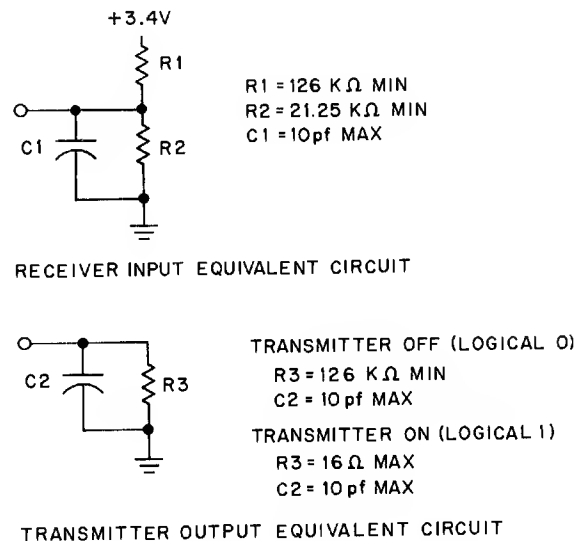 +3.4V
R1
R1 = 126 KΩ MIN
R2 = 21.25 KΩ MIN
C1 = 10pf MAX
C1
R2
RECEIVER INPUT EQUIVALENT CIRCUIT
TRANSMITTER OFF (LOGICAL 0)
R3 = 126 KΩ MIN
C2 = 10 pf MAX
C2
R3
TRANSMITTER ON (LOGICAL 1)
R3 = 16 Ω MAX
C2 = 10 pf MAX
TRANSMITTER OUTPUT EQUIVALENT CIRCUIT